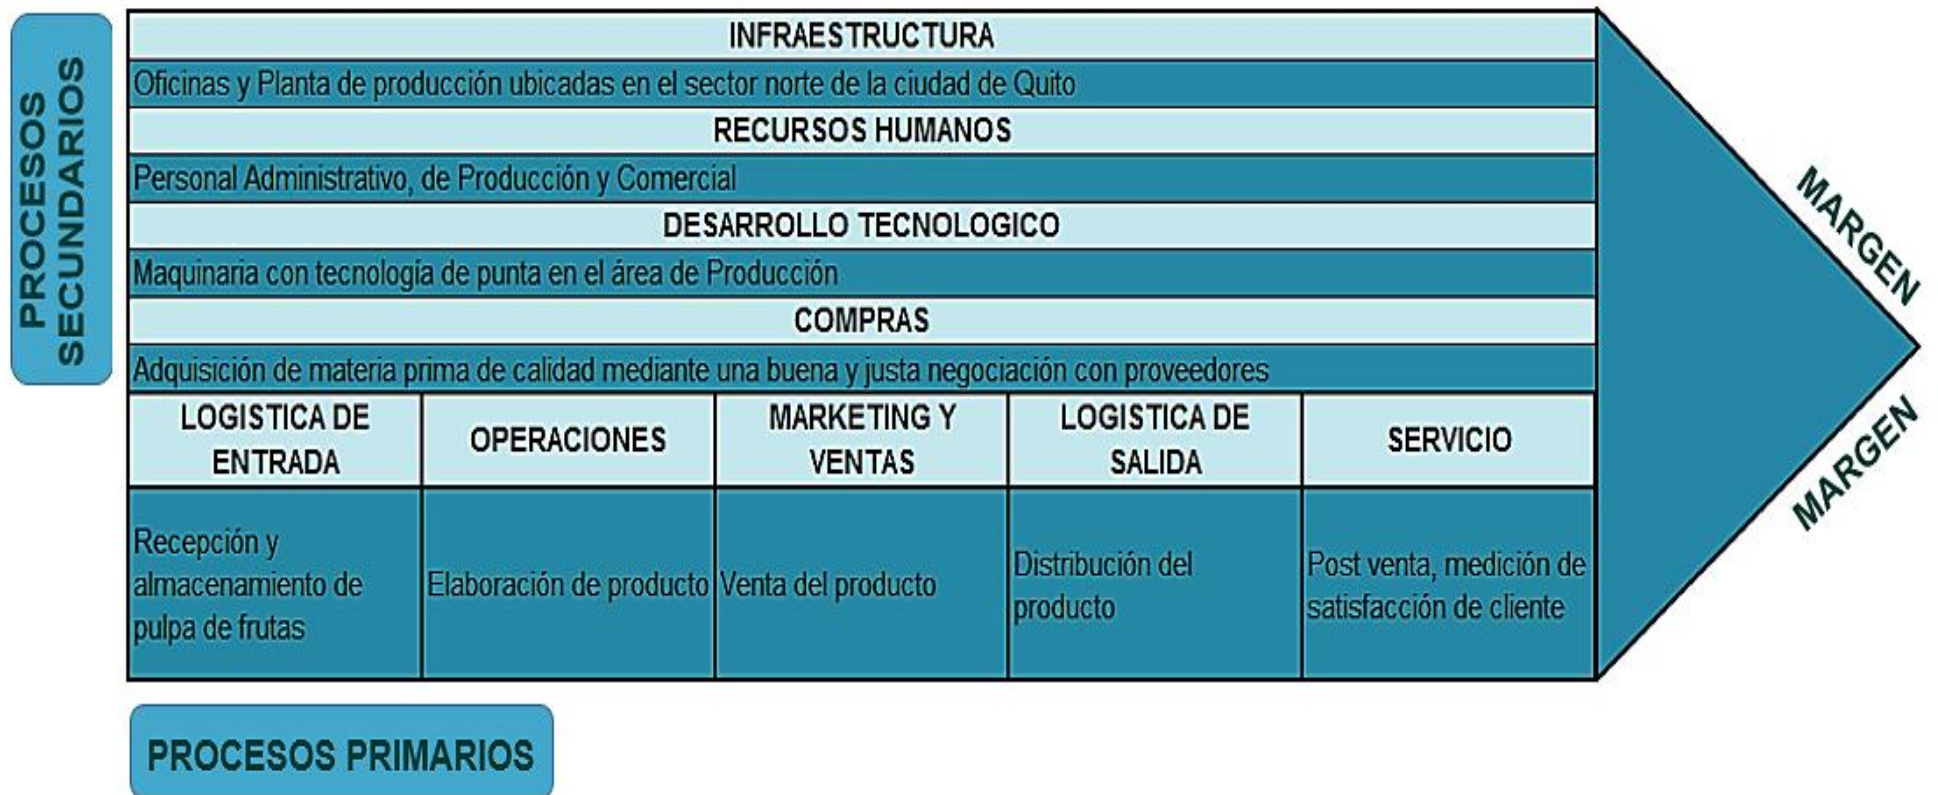 PROCESOS
SECUNDARIOS
INFRAESTRUCTURA
Oficinas y Planta de producción ubicadas en el sector norte de la ciudad de Quito
RECURSOS HUMANOS
Personal Administrativo, de Producción y Comercial
DESARROLLO TECNOLOGICO
Maquinaria con tecnología de punta en el área de Producción
COMPRAS
Adquisición de materia prima de calidad mediante una buena y justa negociación con proveedores
LOGISTICA DE
ENTRADA
OPERACIONES
MARKETING Y
VENTAS
LOGISTICA DE
SALIDA
SERVICIO
Recepción y
almacenamiento de
pulpa de frutas
Elaboración de producto
Venta del producto
Distribución del
producto
Post venta, medición de
satisfacción de cliente
MARGEN
MARGEN
PROCESOS PRIMARIOS